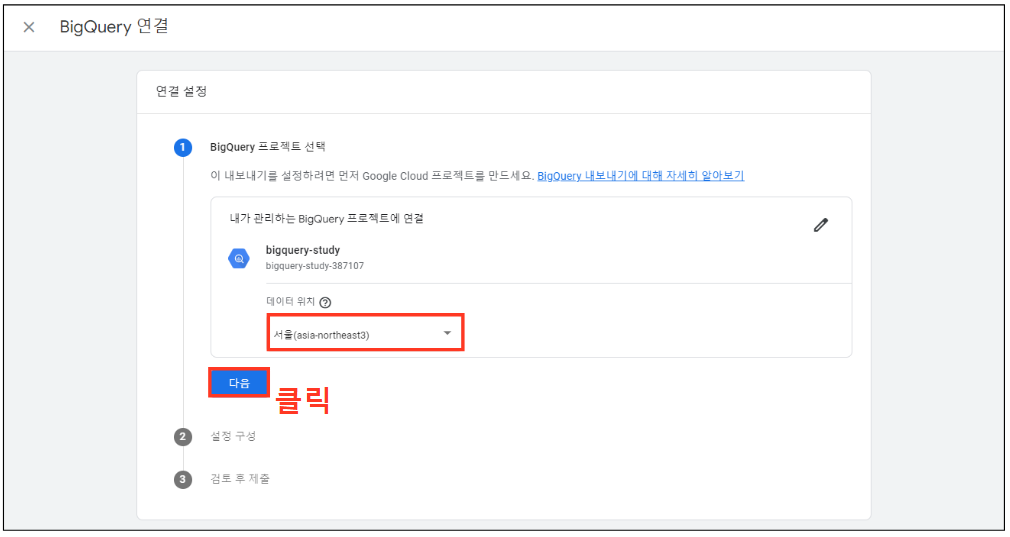 BigQuery 연결
연결 설정
1 BigQuery 프로젝트 선택
이 내보내기를 설정하려면 먼저 Google Cloud 프로젝트를 만드세요. BigQuery 내보내기에 대해 자세히 알아보기
내가 관리하는 BigQuery 프로젝트에 연결
bigquery-study
bigquery-study-387107
데이터 위치
서울(asia-northeast3)
다음 클릭
2 설정 구성
3 검토 후 제출